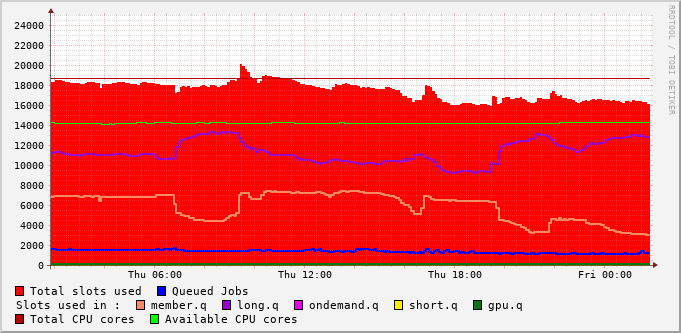 RRDTOOL / TOBI OETIKER
24000
22000
20000
18000
16000
14000
12000
10000
8000
6000
4000
2000
0
Thu 06:00 Thu 12:00 Thu 18:00 Fri 00:00
Total slots used Queued Jobs
Slots used in : member.q long.q ondemand.q short.q gpu.q
Total CPU cores Available CPU cores